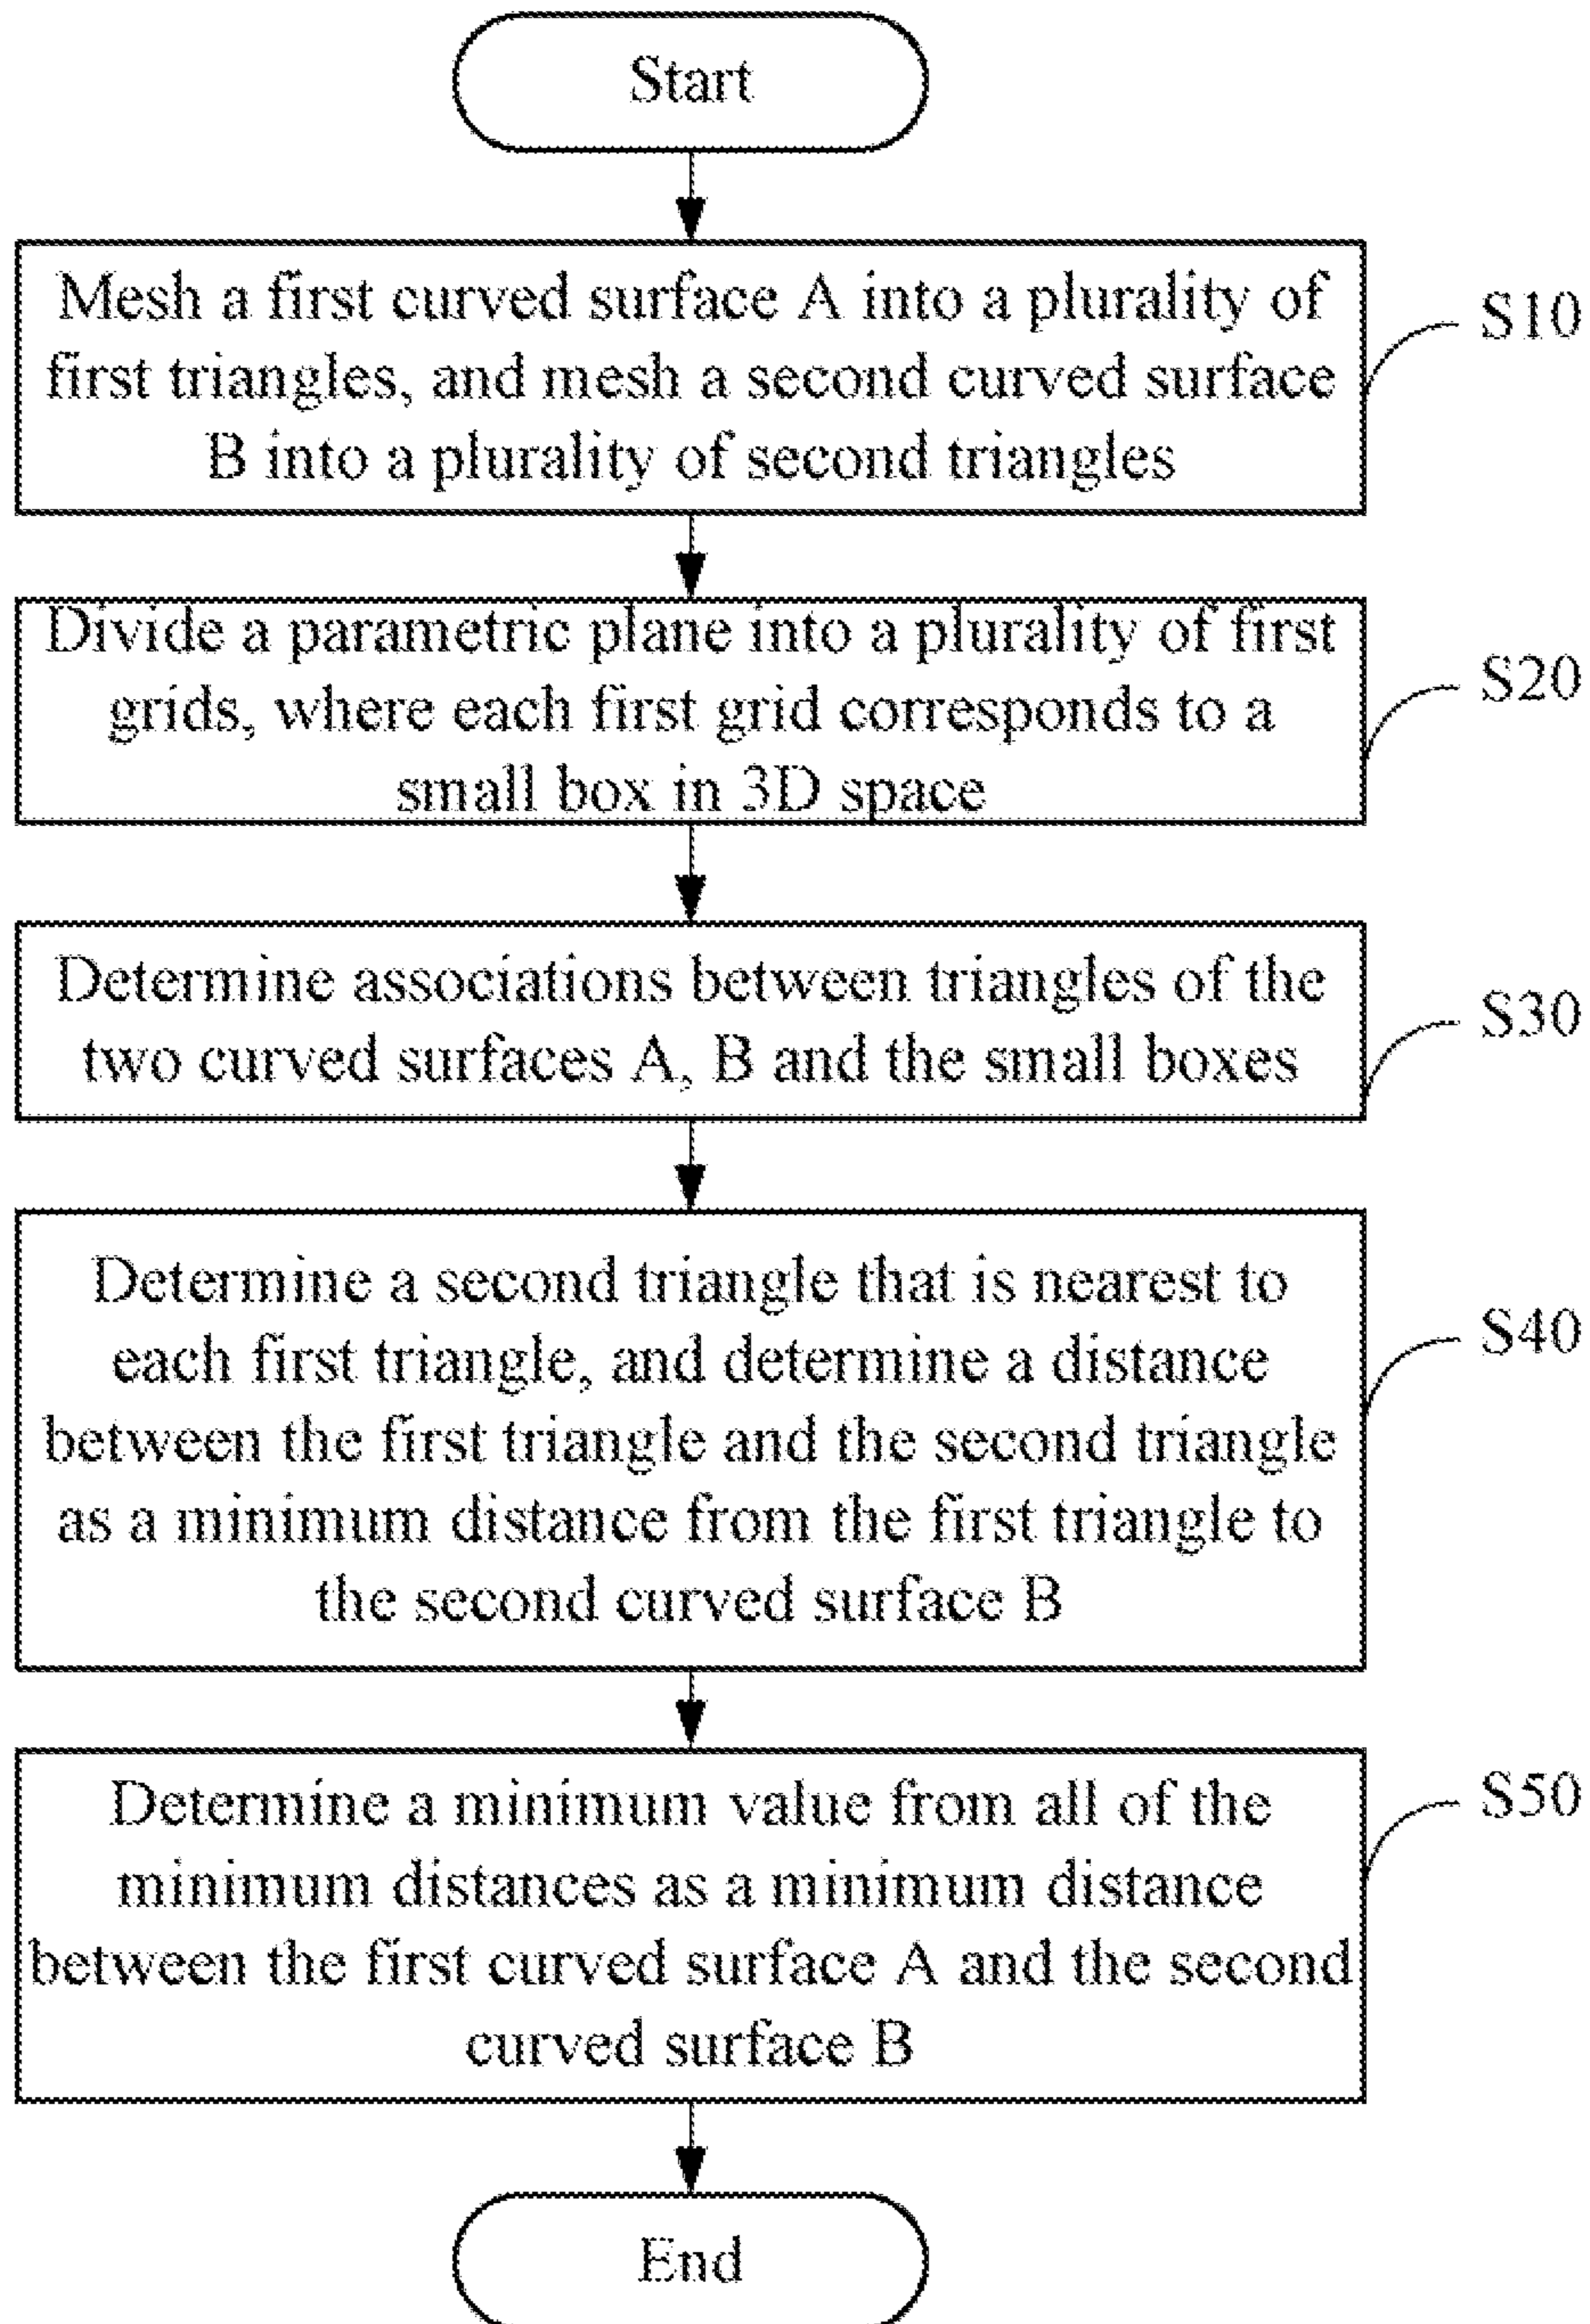 Start
Mesh a first curved surface A into a plurality of
first triangles, and mesh a second curved surface
B into a plurality of second triangles
S10
Divide a parametric plane into a plurality of first
grids, where each first grid corresponds to a
small box in 3D space
S20
Determine associations between triangles of the
two curved surfaces A, B and the small boxes
S30
Determine a second triangle that is nearest to
each first triangle, and determine a distance
between the first triangle and the second triangle
as a minimum distance from the first triangle to
the second curved surface B
S40
Determine a minimum value from all of the
minimum distances as a minimum distance
between the first curved surface A and the second
curved surface B
S50
End